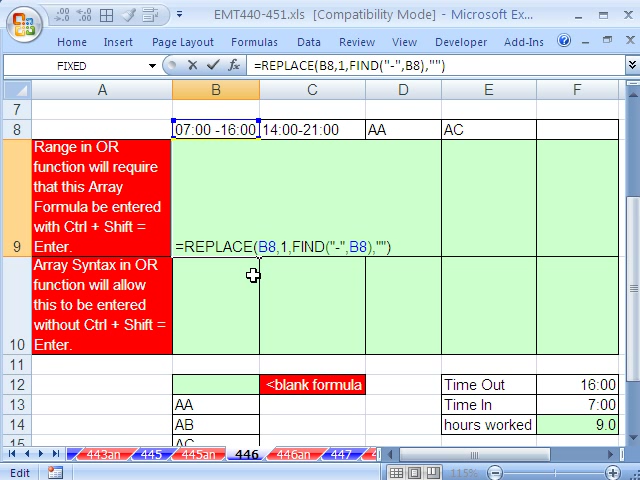 EMT440-451.xls [Compatibility Mode] - Microsoft Ex...
Home Insert Page Layout Formulas Data Review View Developer Add-Ins
FIXED =REPLACE(B8,1,FIND("-",B8),"")
A B C D E F
7
8 07:00 -16:00 14:00-21:00 AA AC
Range in OR
function will require
that this Array
Formula be entered
with Ctrl + Shift =
9 Enter. =REPLACE(B8,1,FIND("-",B8),"")
Array Syntax in OR
function will allow
this to be entered
without Ctrl + Shift =
10 Enter.
11
12 <blank formula Time Out 16:00
13 AA Time In 7:00
14 AB hours worked 9.0
15 AC
443an 445 445an 446 446an 447
Edit 115%